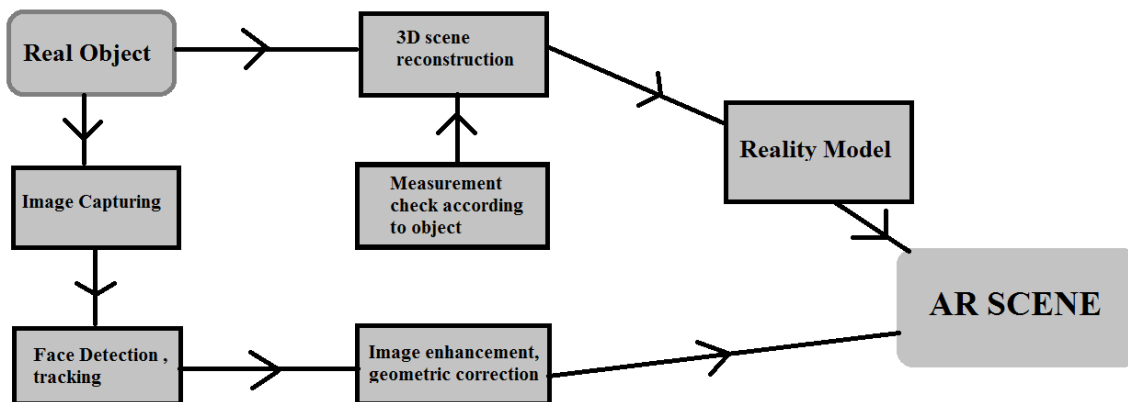 Real Object
3D scene
reconstruction
Reality Model
Image Capturing
Measurement
check according
to object
AR SCENE
Face Detection ,
tracking
Image enhancement,
geometric correction